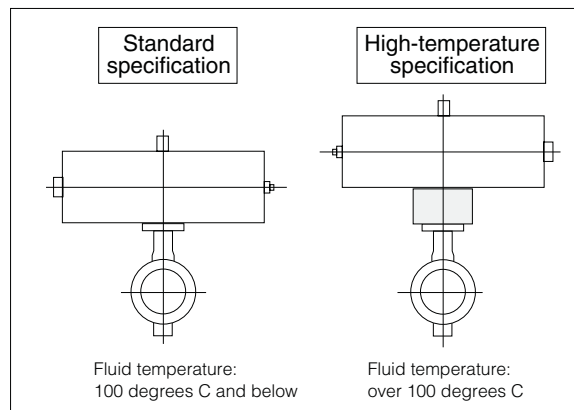 Standard
specification
High-temperature
specification
Fluid temperature:
100 degrees C and below
Fluid temperature:
over 100 degrees C